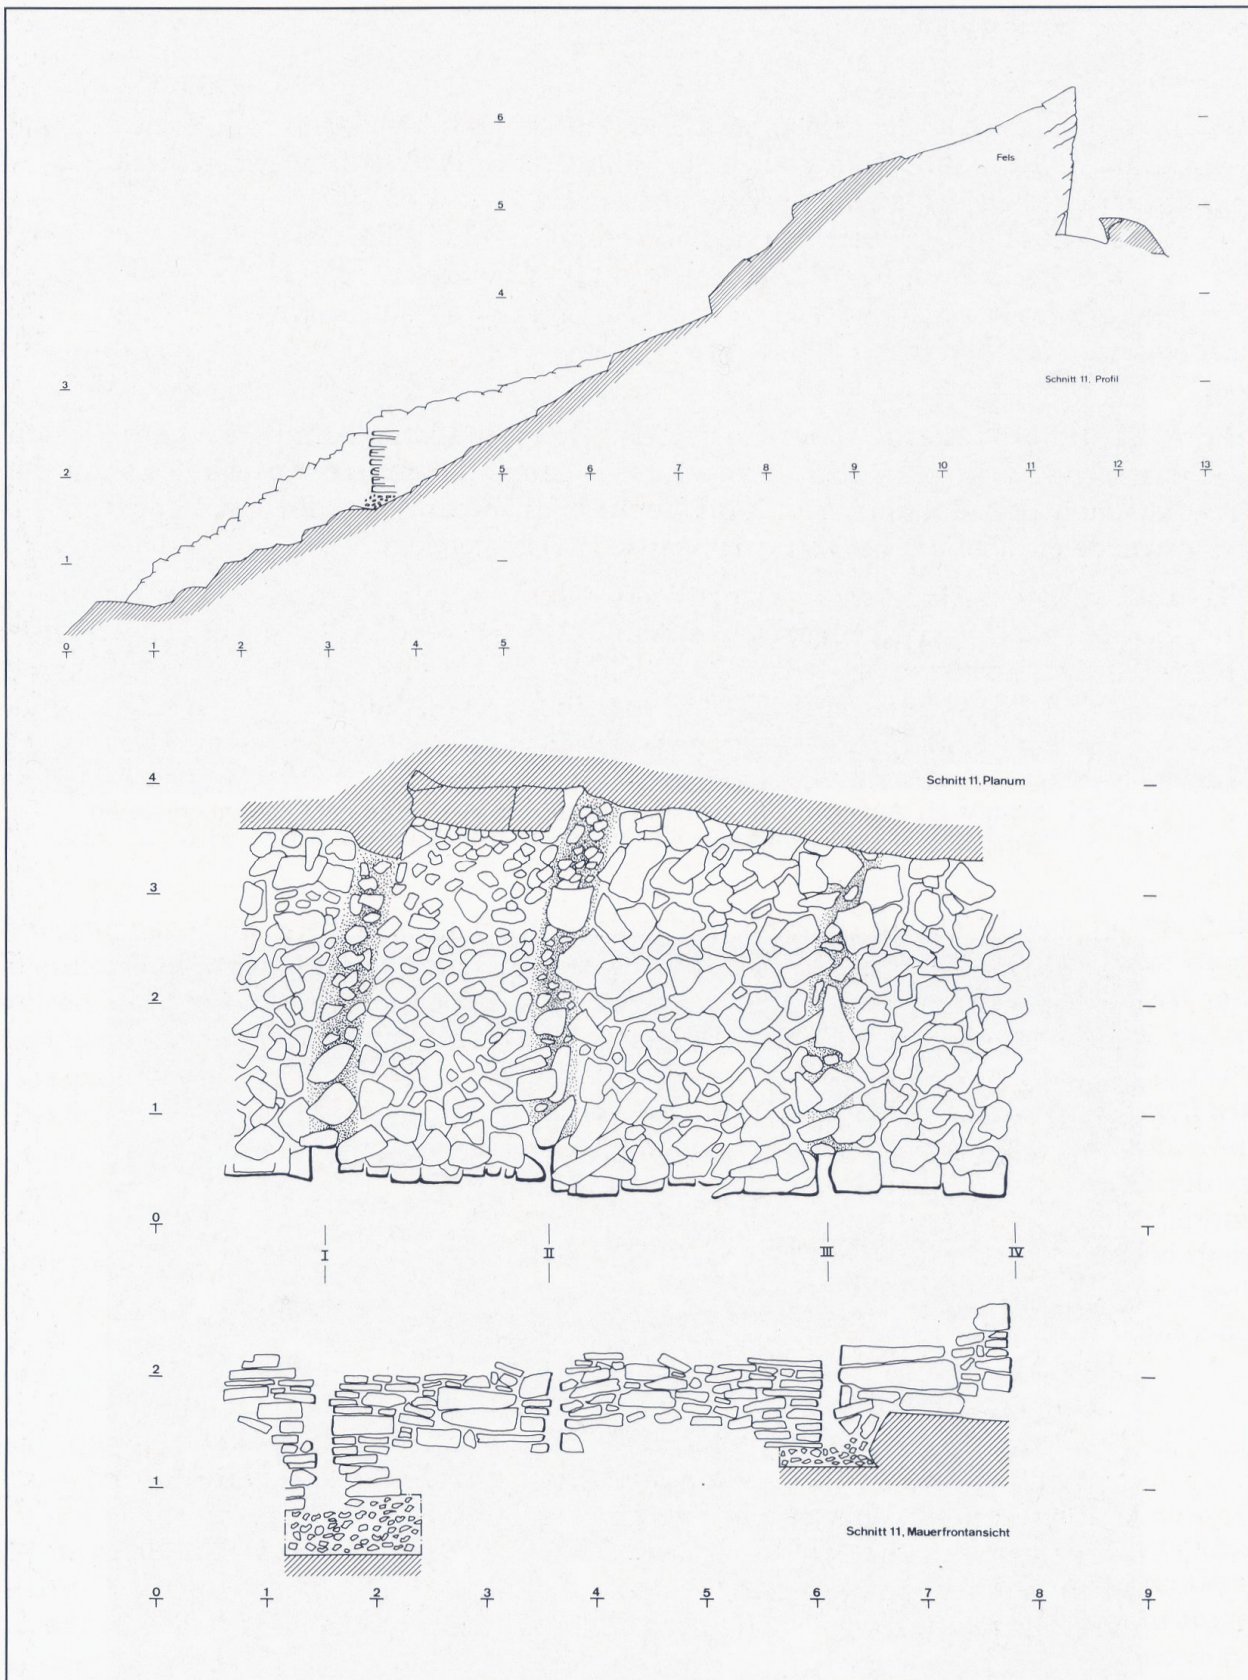 6
Fels
5
4
3
Schnitt 11, Profil
2
5 6 7 8 9 10 11 12 13
1
0 1 2 3 4 5
4
Schnitt 11, Planum
3
2
1
0
I II III IV
2
1
Schnitt 11, Mauerfrontansicht
0 1 2 3 4 5 6 7 8 9